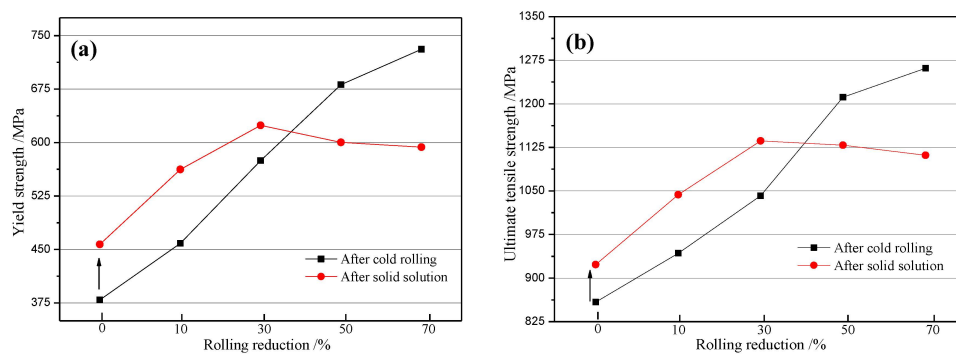 (a)
Yield strength /MPa
750
675
600
525
450
375
After cold rolling
After solid solution
0 10 30 50 70
Rolling reduction /%
(b)
Ultimate tensile strength /MPa
1350
1275
1200
1125
1050
975
900
825
After cold rolling
After solid solution
0 10 30 50 70
Rolling reduction /%